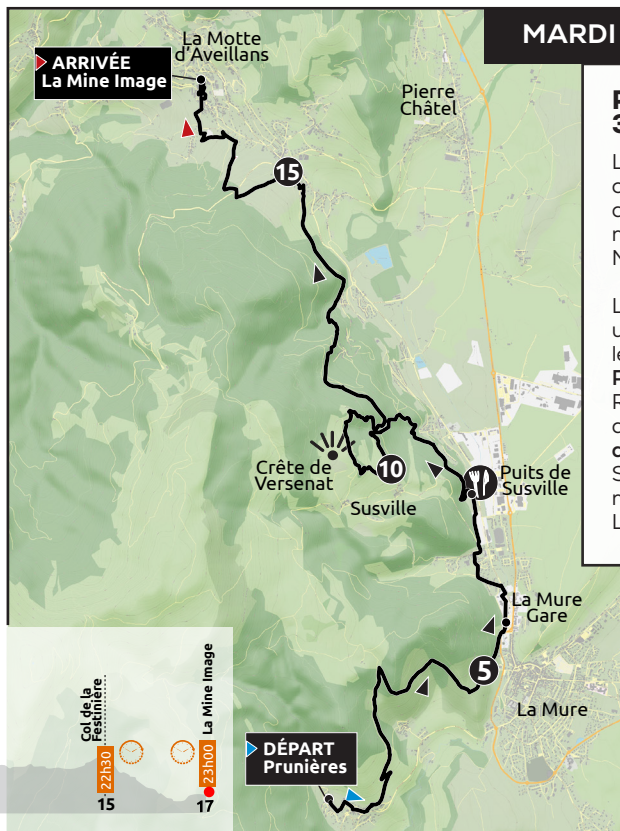 MARDI
ARRIVÉE
La Mine Image
La Motte
d'Aveillans
Pierre
Châtel
15
10
Crête de
Versenat
Susville
Puits de
Susville
La Mure
Gare
5
La Mure
DÉPART
Prunières
Col de la
Festinière
22h30
15
La Mine Image
23h00
17